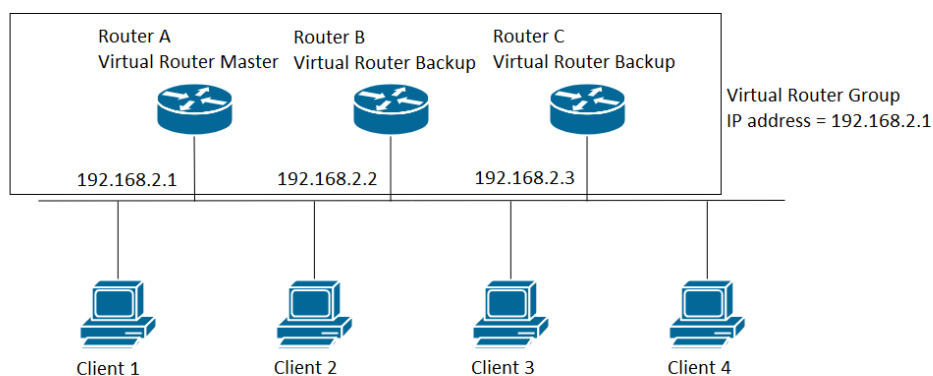 Router A
Virtual Router Master
Router B
Virtual Router Backup
Router C
Virtual Router Backup
Virtual Router Group
IP address = 192.168.2.1
192.168.2.1
192.168.2.2
192.168.2.3
Client 1
Client 2
Client 3
Client 4